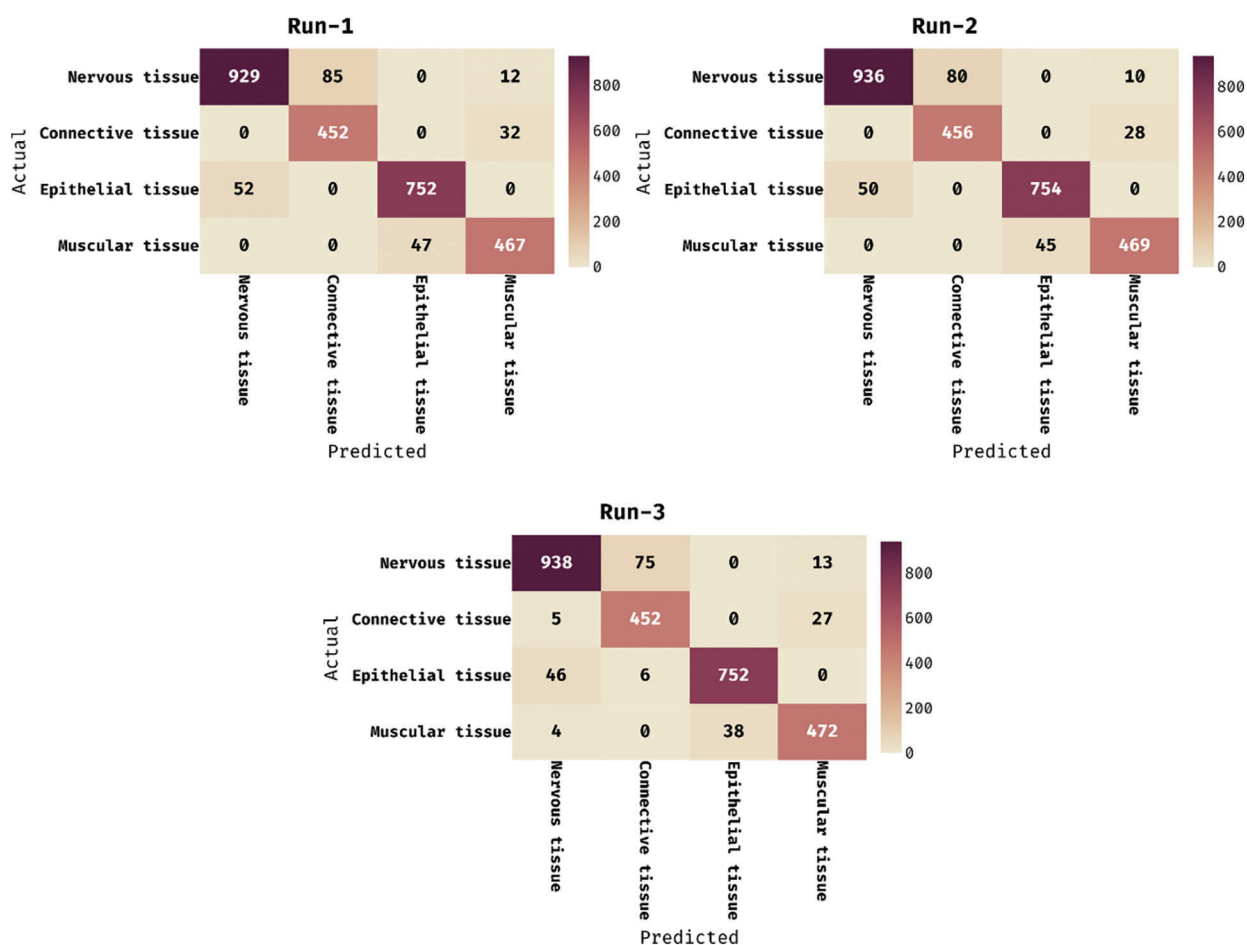 Run-1
Nervous tissue 929 85 0 12
Connective tissue 0 452 0 32
Epithelial tissue 52 0 752 0
Muscular tissue 0 0 47 467
800
600
400
200
0
Actual
Nervous tissue
Connective tissue
Epithelial tissue
Muscular tissue
Predicted
Run-2
Nervous tissue 936 80 0 10
Connective tissue 0 456 0 28
Epithelial tissue 50 0 754 0
Muscular tissue 0 0 45 469
800
600
400
200
0
Actual
Nervous tissue
Connective tissue
Epithelial tissue
Muscular tissue
Predicted
Run-3
Nervous tissue 938 75 0 13
Connective tissue 5 452 0 27
Epithelial tissue 46 6 752 0
Muscular tissue 4 0 38 472
800
600
400
200
0
Actual
Nervous tissue
Connective tissue
Epithelial tissue
Muscular tissue
Predicted